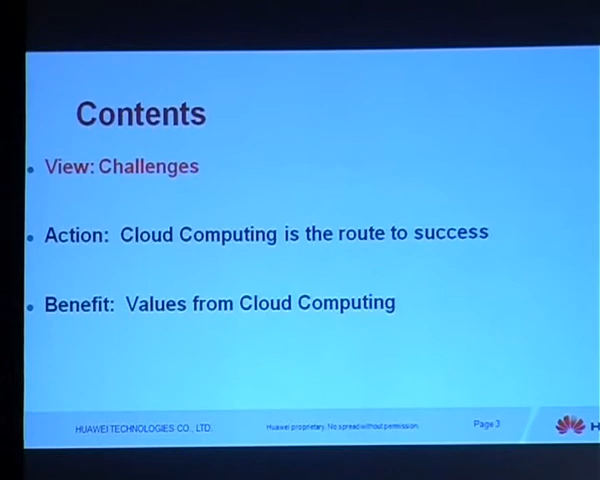 Contents
• View: Challenges
• Action: Cloud Computing is the route to success
• Benefit: Values from Cloud Computing
HUAWEI TECHNOLOGIES CO., LTD. Huawei proprietary. No spread without permission. Page 3 H